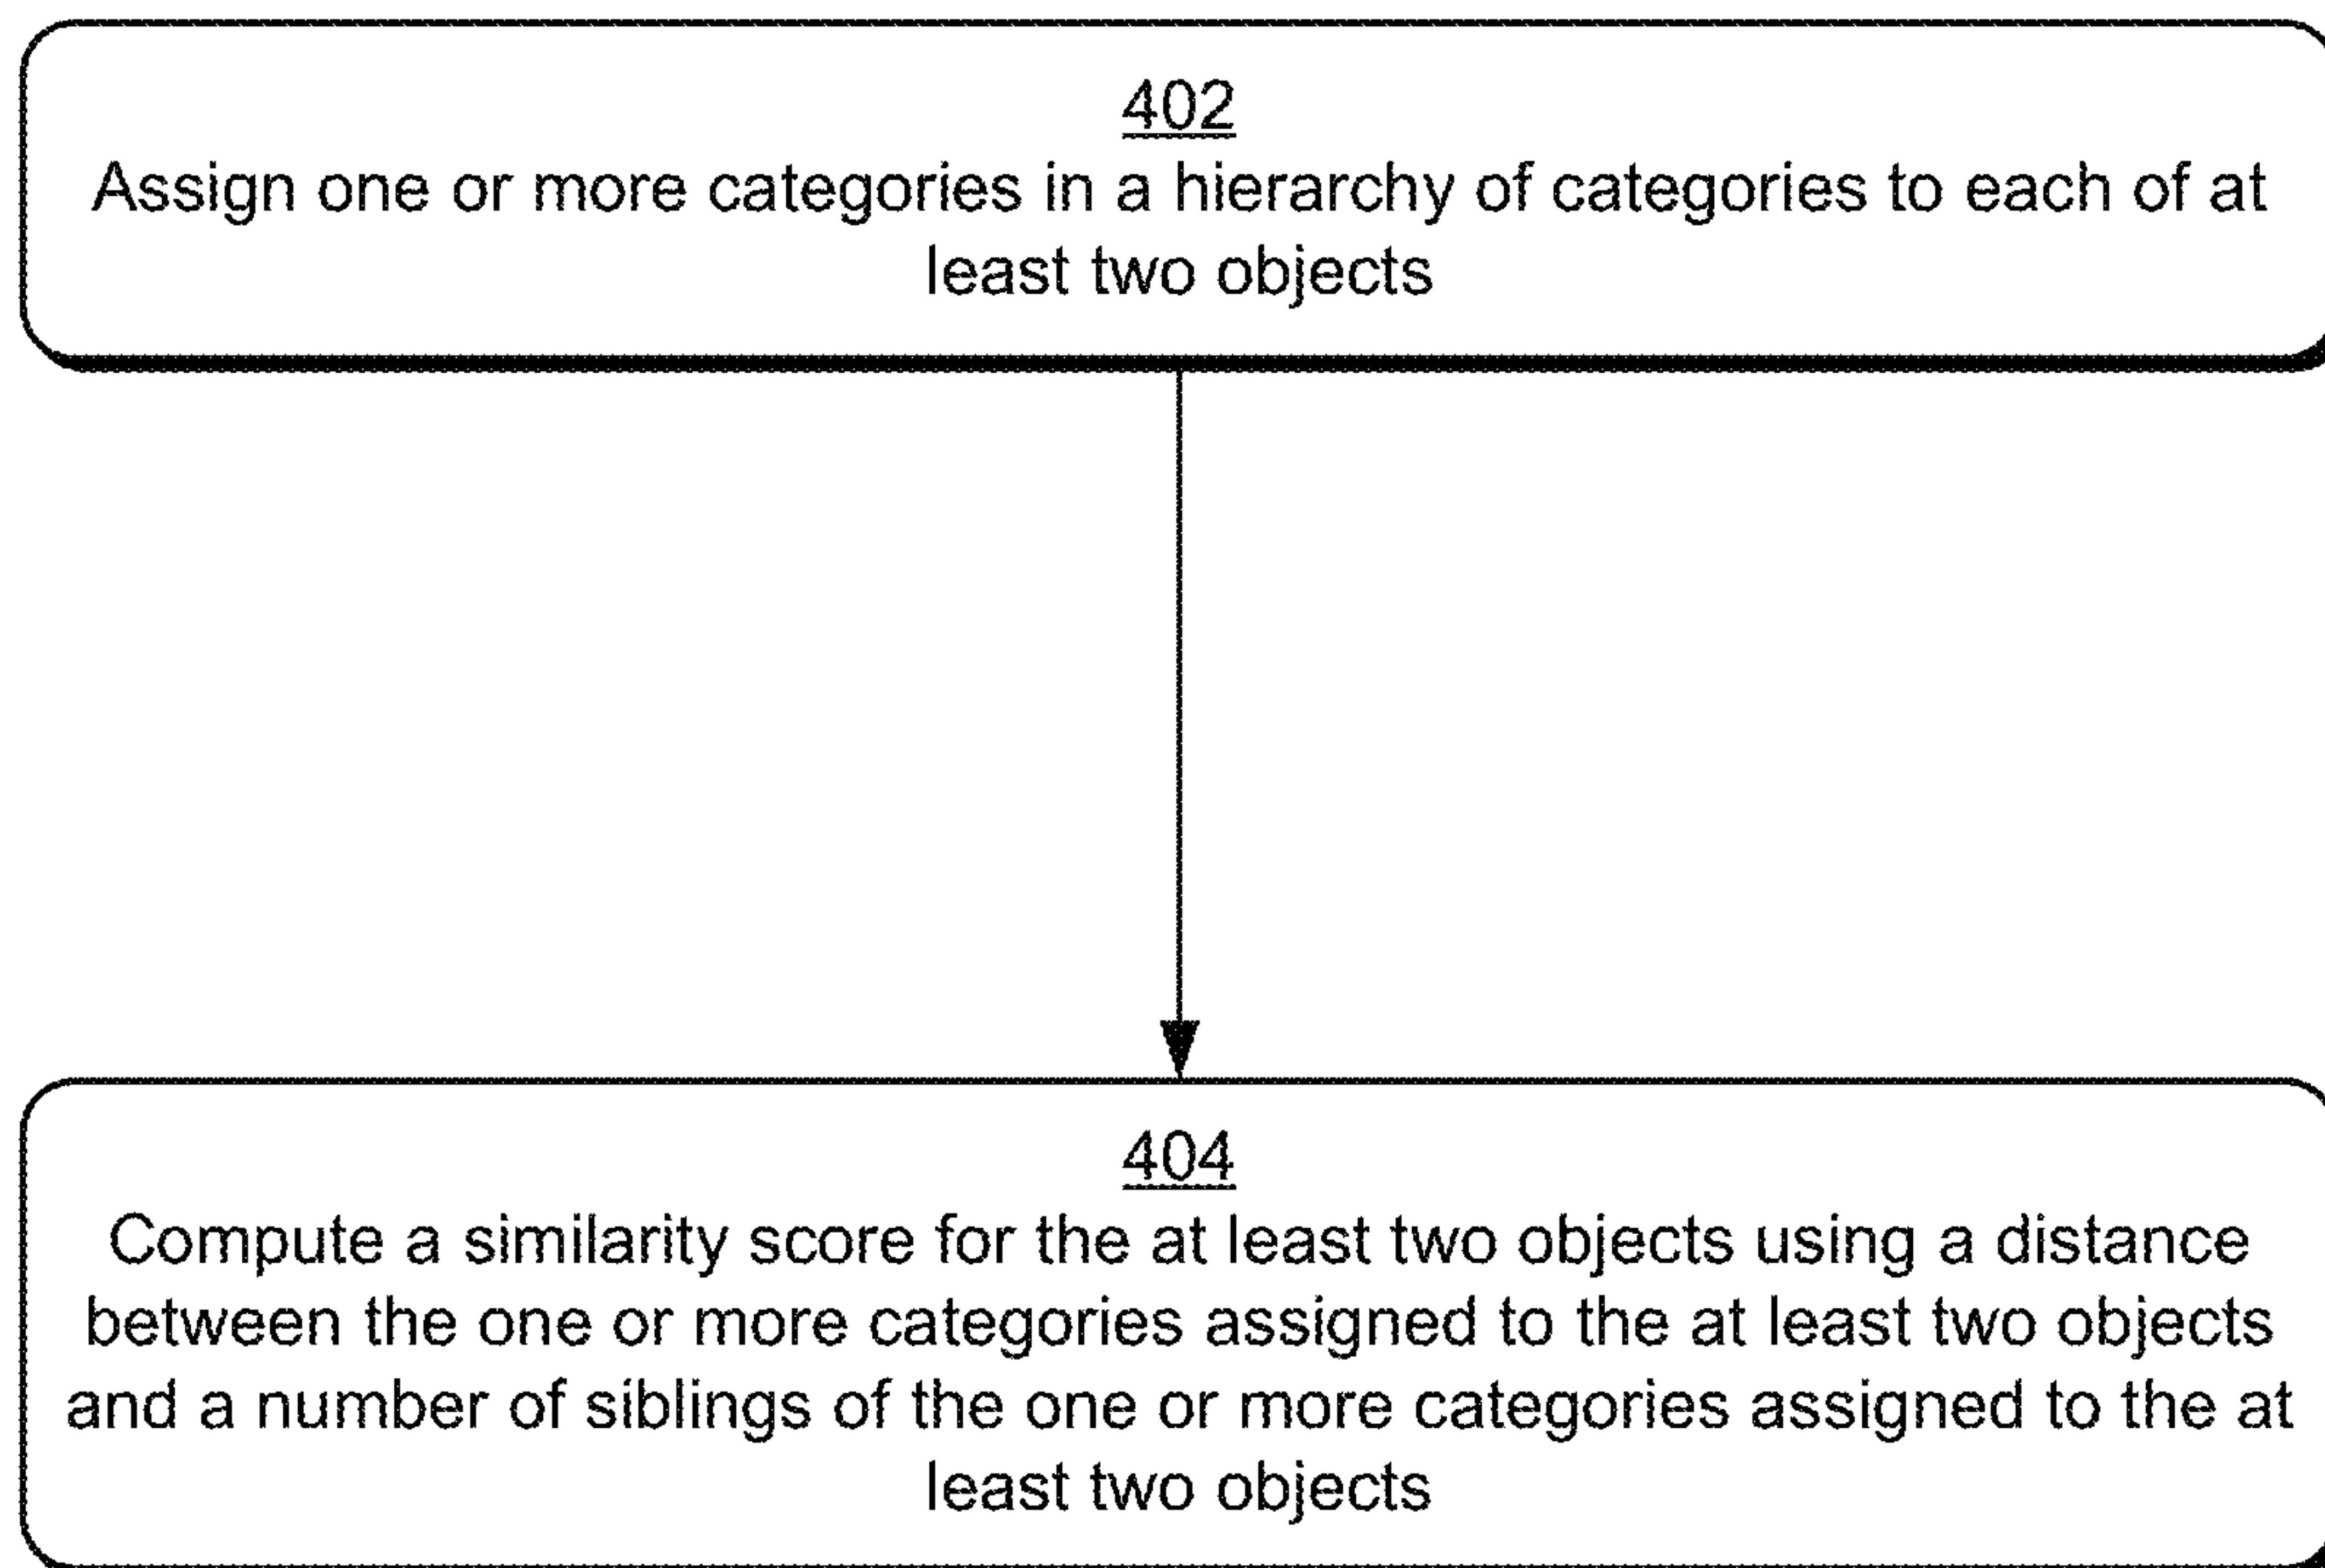 402
Assign one or more categories in a hierarchy of categories to each of at
least two objects
404
Compute a similarity score for the at least two objects using a distance
between the one or more categories assigned to the at least two objects
and a number of siblings of the one or more categories assigned to the at
least two objects